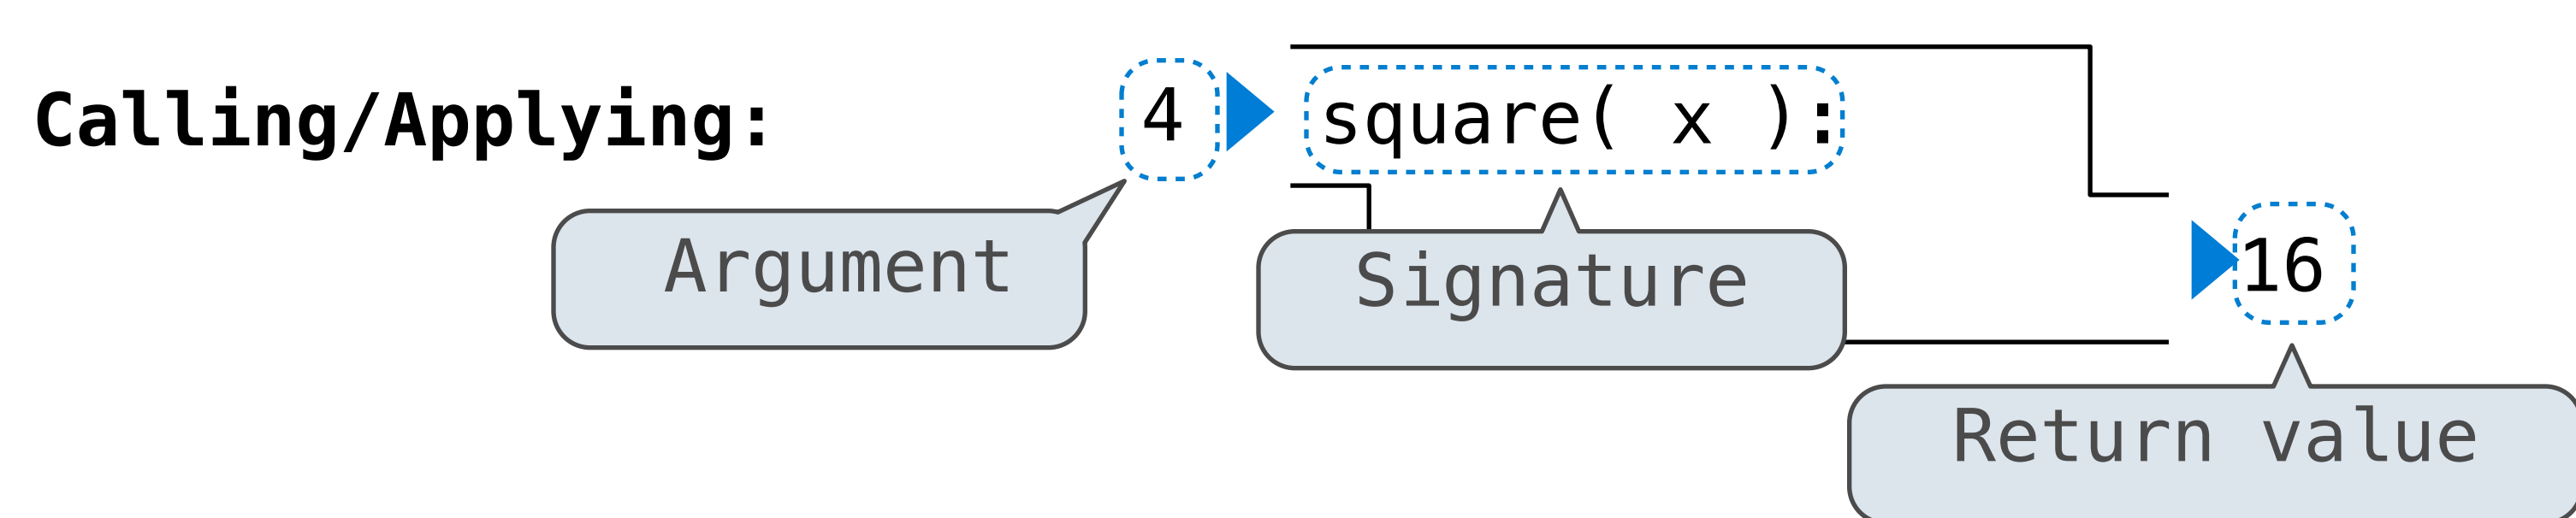 Calling/Applying:
4
square( x ):
Argument
Signature
16
Return value